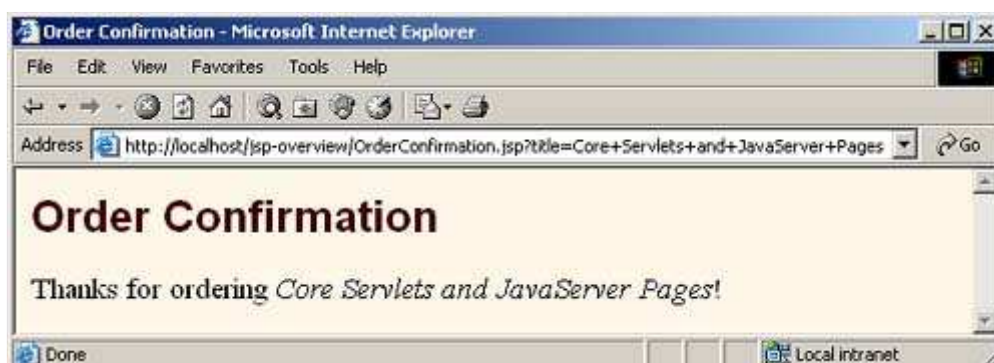 Order Confirmation - Microsoft Internet Explorer
File Edit View Favorites Tools Help
Address http://localhost/jsp-overview/OrderConfirmation.jsp?title=Core+Servlets+and+JavaServer+Pages Go
Order Confirmation
Thanks for ordering Core Servlets and JavaServer Pages!
Done Local intranet